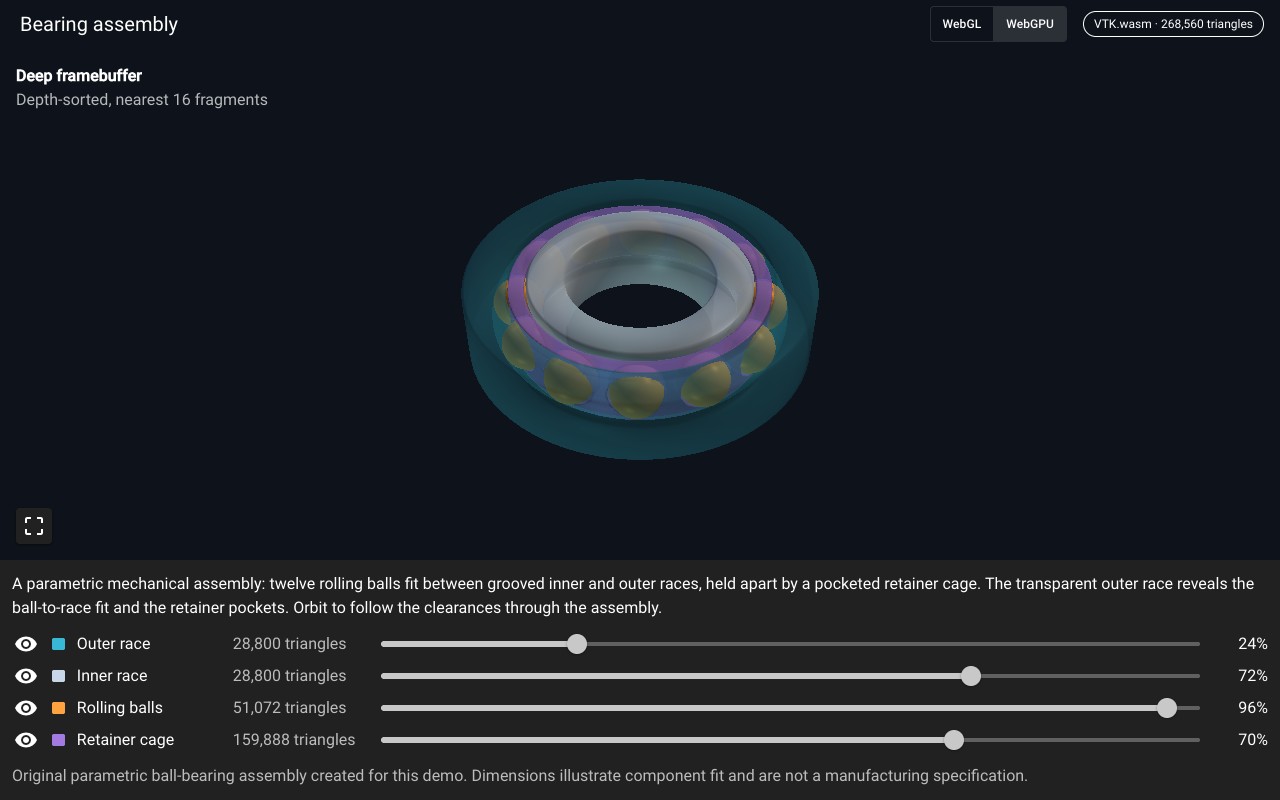 Bearing assembly
WebGL
WebGPU
VTK.wasm · 268,560 triangles
Deep framebuffer
Depth-sorted, nearest 16 fragments
A parametric mechanical assembly: twelve rolling balls fit between grooved inner and outer races, held apart by a pocketed retainer cage. The transparent outer race reveals the
ball-to-race fit and the retainer pockets. Orbit to follow the clearances through the assembly.
Outer race 28,800 triangles 24%
Inner race 28,800 triangles 72%
Rolling balls 51,072 triangles 96%
Retainer cage 159,888 triangles 70%
Original parametric ball-bearing assembly created for this demo. Dimensions illustrate component fit and are not a manufacturing specification.